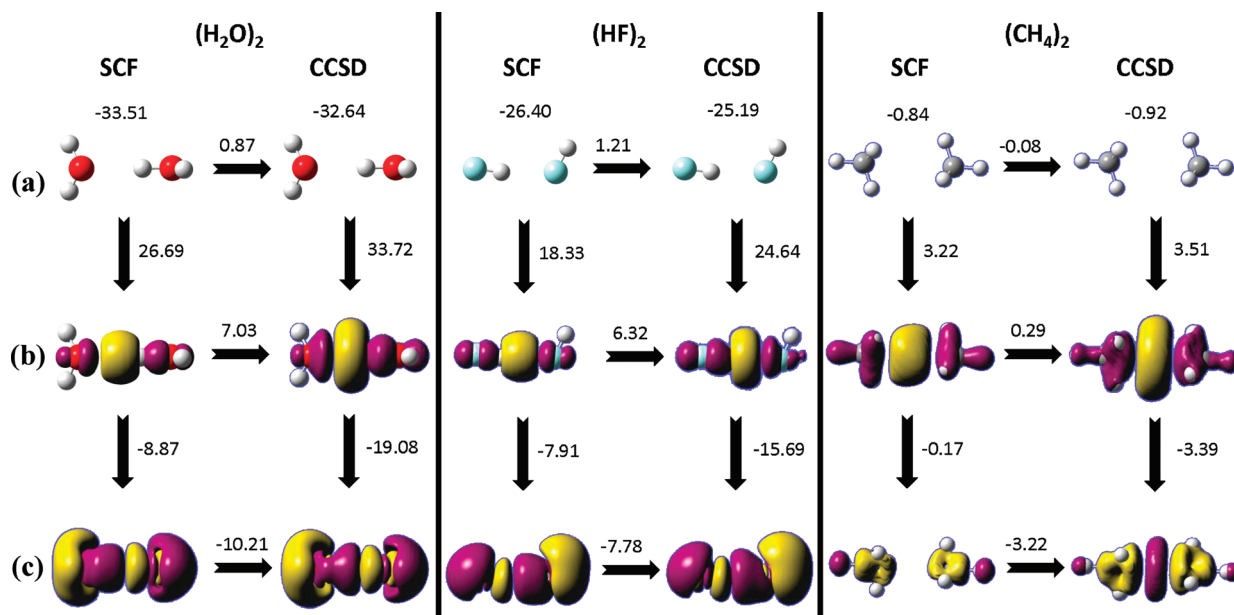 (H₂O)₂ (HF)₂ (CH₄)₂
SCF CCSD SCF CCSD SCF CCSD
-33.51 -32.64 -26.40 -25.19 -0.84 -0.92
0.87 1.21 -0.08
(a)
26.69 33.72 18.33 24.64 3.22 3.51
7.03 6.32 0.29
(b)
-8.87 -19.08 -7.91 -15.69 -0.17 -3.39
-10.21 -7.78 -3.22
(c)